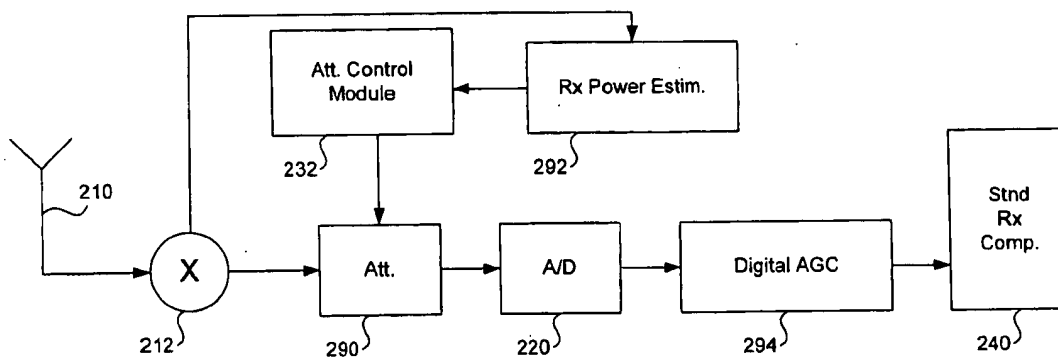 Att. Control
Module
Rx Power Estim.
232
292
210
Stnd
Rx
Comp.
X
Att.
A/D
Digital AGC
212
290
220
294
240